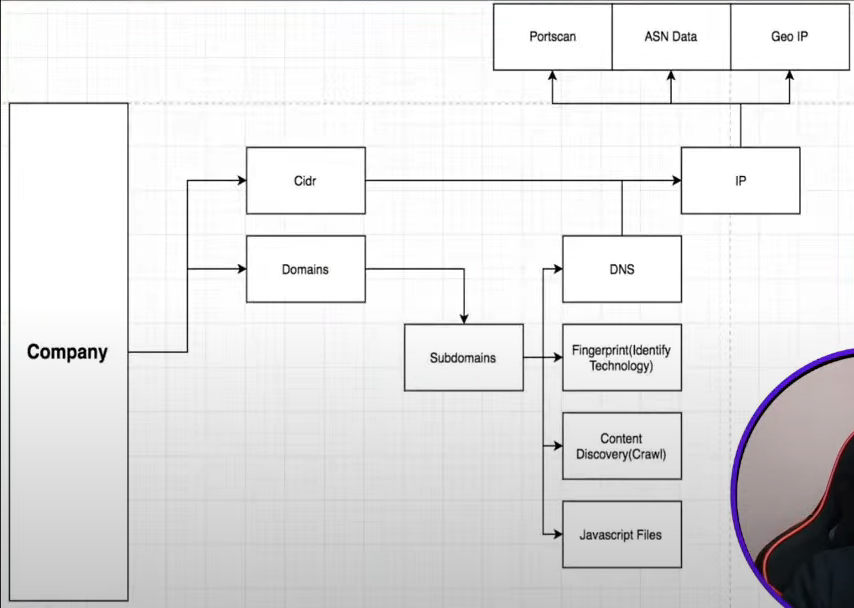 Portscan
ASN Data
Geo IP
Cidr
IP
Domains
DNS
Company
Subdomains
Fingerprint(Identify
Technology)
Content
Discovery(Crawl)
Javascript Files